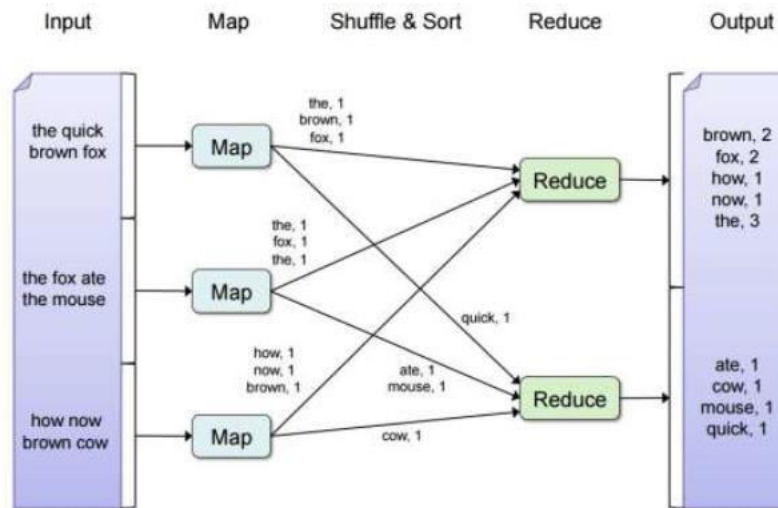 Input
Map
Shuffle & Sort
Reduce
Output
the quick
brown fox
Map
the, 1
brown, 1
fox, 1
the fox ate
the mouse
Map
the, 1
fox, 1
the, 1
quick, 1
how now
brown cow
Map
how, 1
now, 1
brown, 1
ate, 1
mouse, 1
cow, 1
Reduce
Reduce
brown, 2
fox, 2
how, 1
now, 1
the, 3
ate, 1
cow, 1
mouse, 1
quick, 1